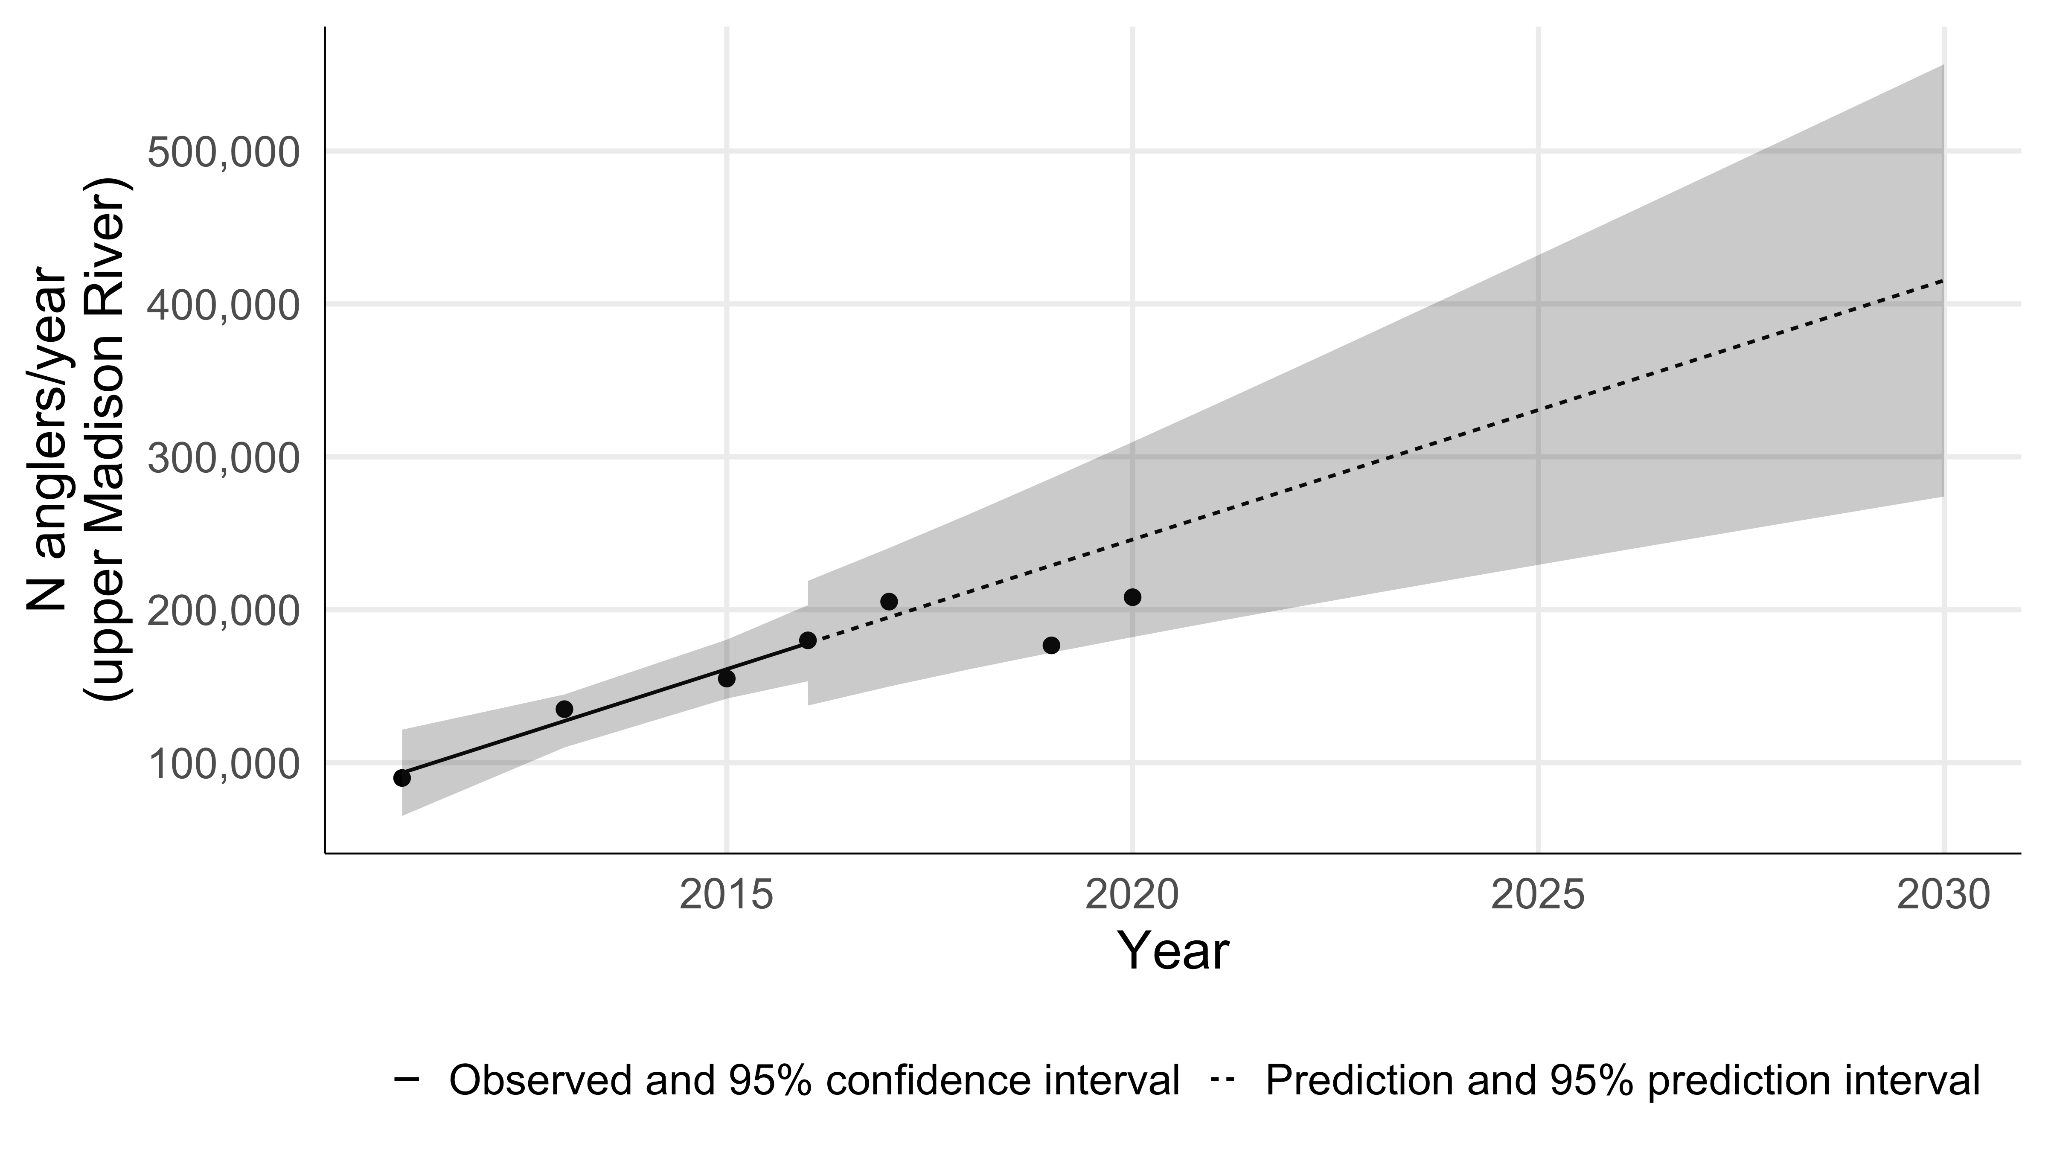 N anglers/year
(upper Madison River)
500,000
400,000
300,000
200,000
100,000
2015 2020 2025 2030
Year
Observed and 95% confidence interval Prediction and 95% prediction interval